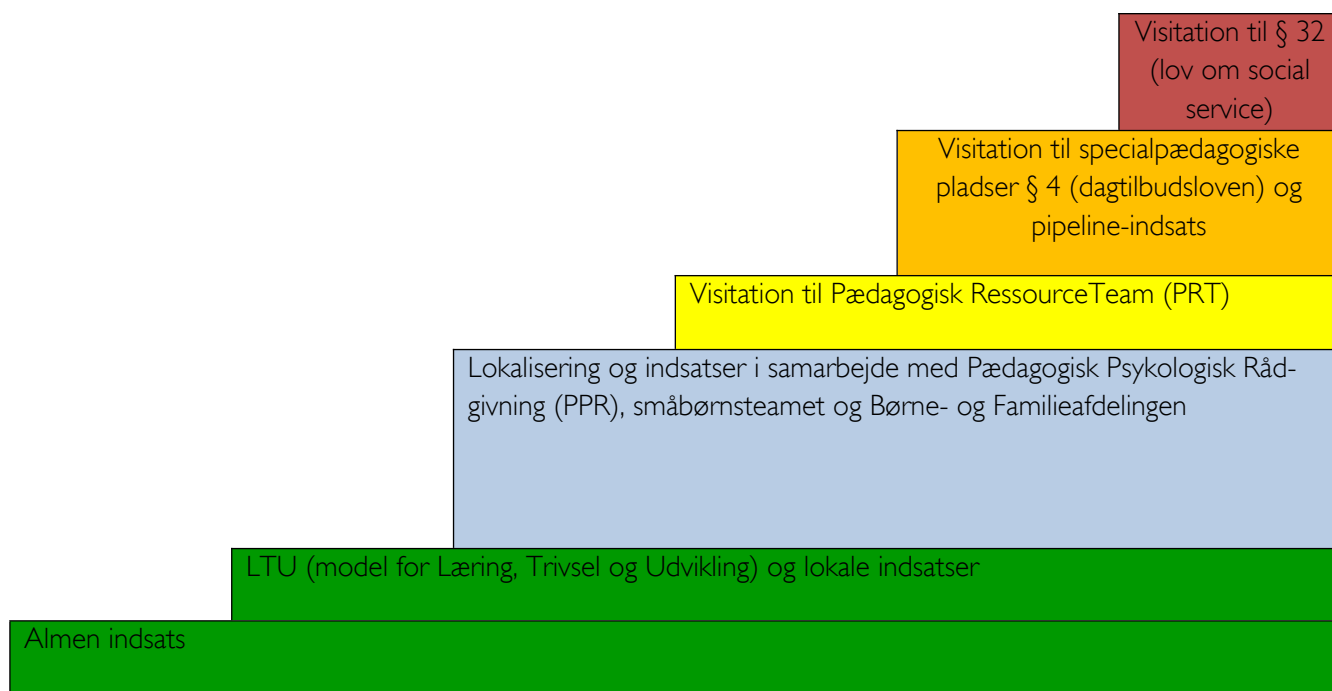 Visitation til § 32
(lov om social
service)
Visitation til specialpædagogiske
pladser § 4 (dagtilbudsloven) og
pipeline-indsats
Visitation til Pædagogisk RessourceTeam (PRT)
Lokalisering og indsatser i samarbejde med Pædagogisk Psykologisk Råd-
givning (PPR), småbørnsteamet og Børne- og Familieafdelingen
LTU (model for Læring, Trivsel og Udvikling) og lokale indsatser
Almen indsats